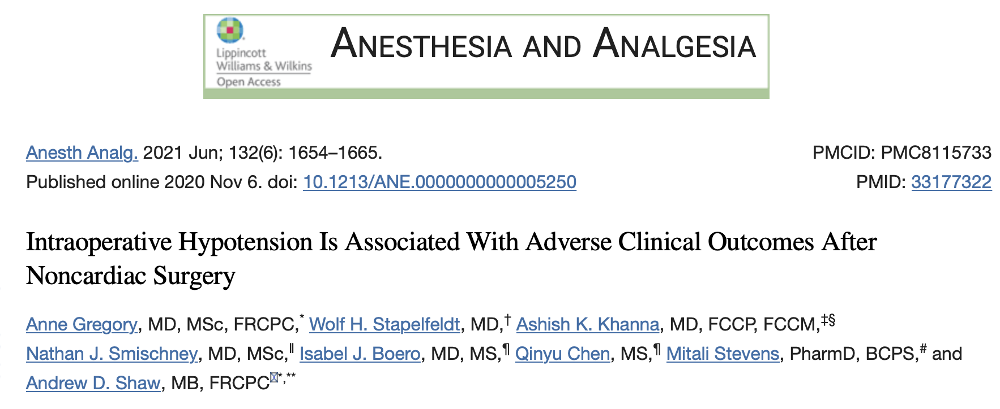 Lippincott
Williams & Wilkins
Open Access
ANESTHESIA AND ANALGESIA
Anesth Analg. 2021 Jun; 132(6): 1654–1665.
PMCID: PMC8115733
Published online 2020 Nov 6. doi: 10.1213/ANE.0000000000005250
PMID: 33177322
Intraoperative Hypotension Is Associated With Adverse Clinical Outcomes After
Noncardiac Surgery
Anne Gregory, MD, MSc, FRCPC,* Wolf H. Stapelfeldt, MD,† Ashish K. Khanna, MD, FCCP, FCCM,‡§
Nathan J. Smischney, MD, MSc,‖ Isabel J. Boero, MD, MS,¶ Qinyu Chen, MS,¶ Mitali Stevens, PharmD, BCPS,# and
Andrew D. Shaw, MB, FRCPC*,**